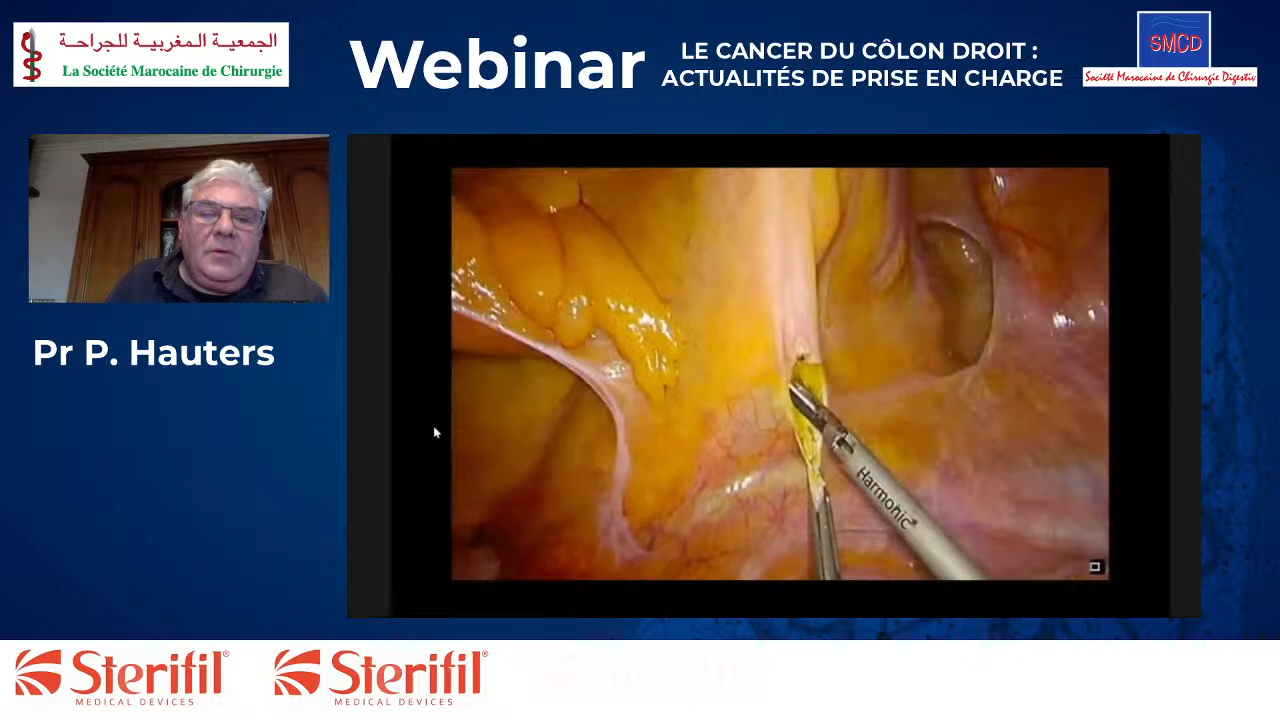 الجمعية المغربية للجراحة
La Société Marocaine de Chirurgie
Webinar
LE CANCER DU CÔLON DROIT :
ACTUALITÉS DE PRISE EN CHARGE
SMCD
Société Marocaine de Chirurgie Digestiv
Pr P. Hauters
Harmonic
Sterifil®
MEDICAL DEVICES
Sterifil®
MEDICAL DEVICES